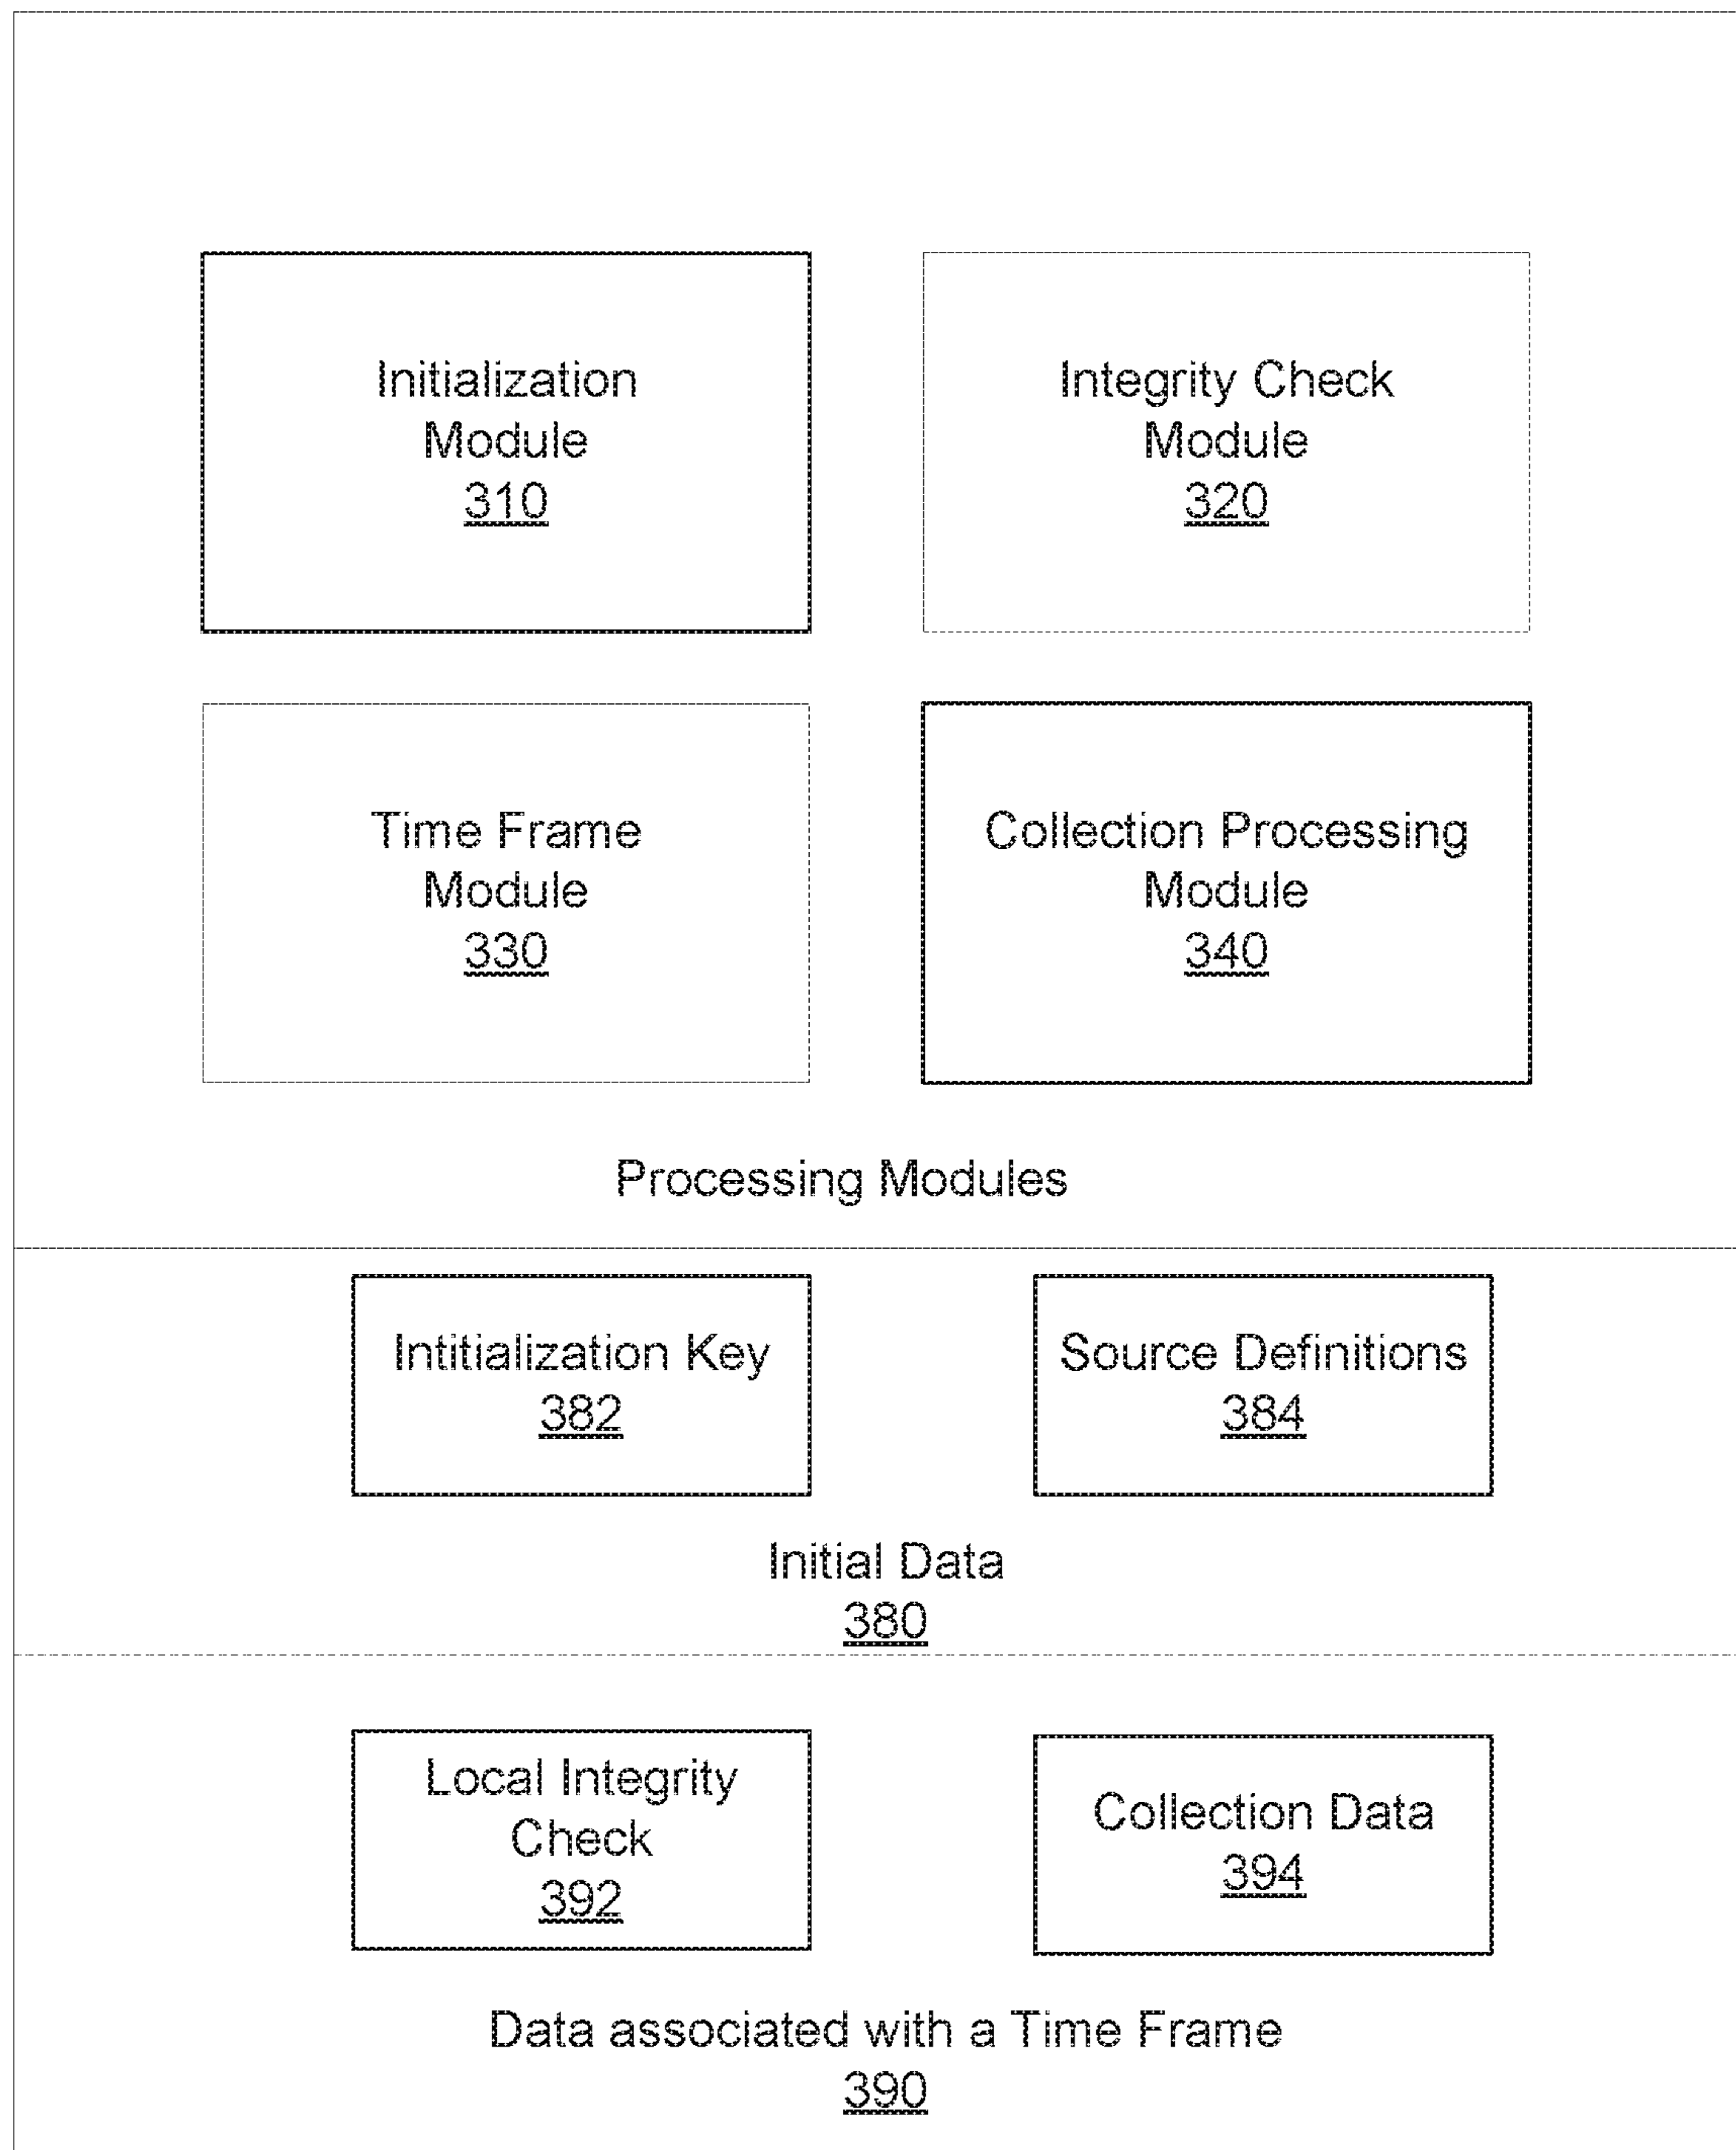 Initialization
Module
310
Integrity Check
Module
320
Time Frame
Module
330
Collection Processing
Module
340
Processing Modules
Intitialization Key
382
Source Definitions
384
Initial Data
380
Local Integrity
Check
392
Collection Data
394
Data associated with a Time Frame
390